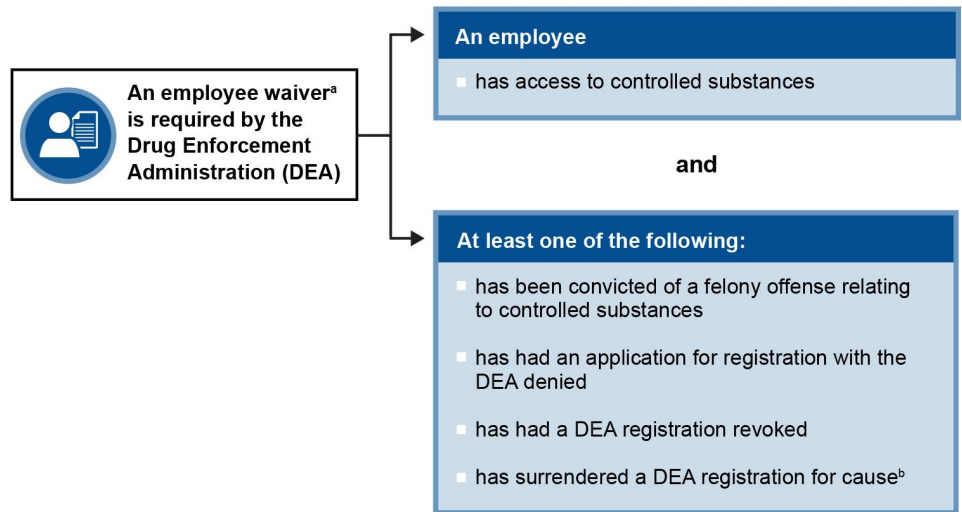 An employee waiverᵃ
is required by the
Drug Enforcement
Administration (DEA)
An employee
has access to controlled substances
and
At least one of the following:
has been convicted of a felony offense relating
to controlled substances
has had an application for registration with the
DEA denied
has had a DEA registration revoked
has surrendered a DEA registration for causeᵇ